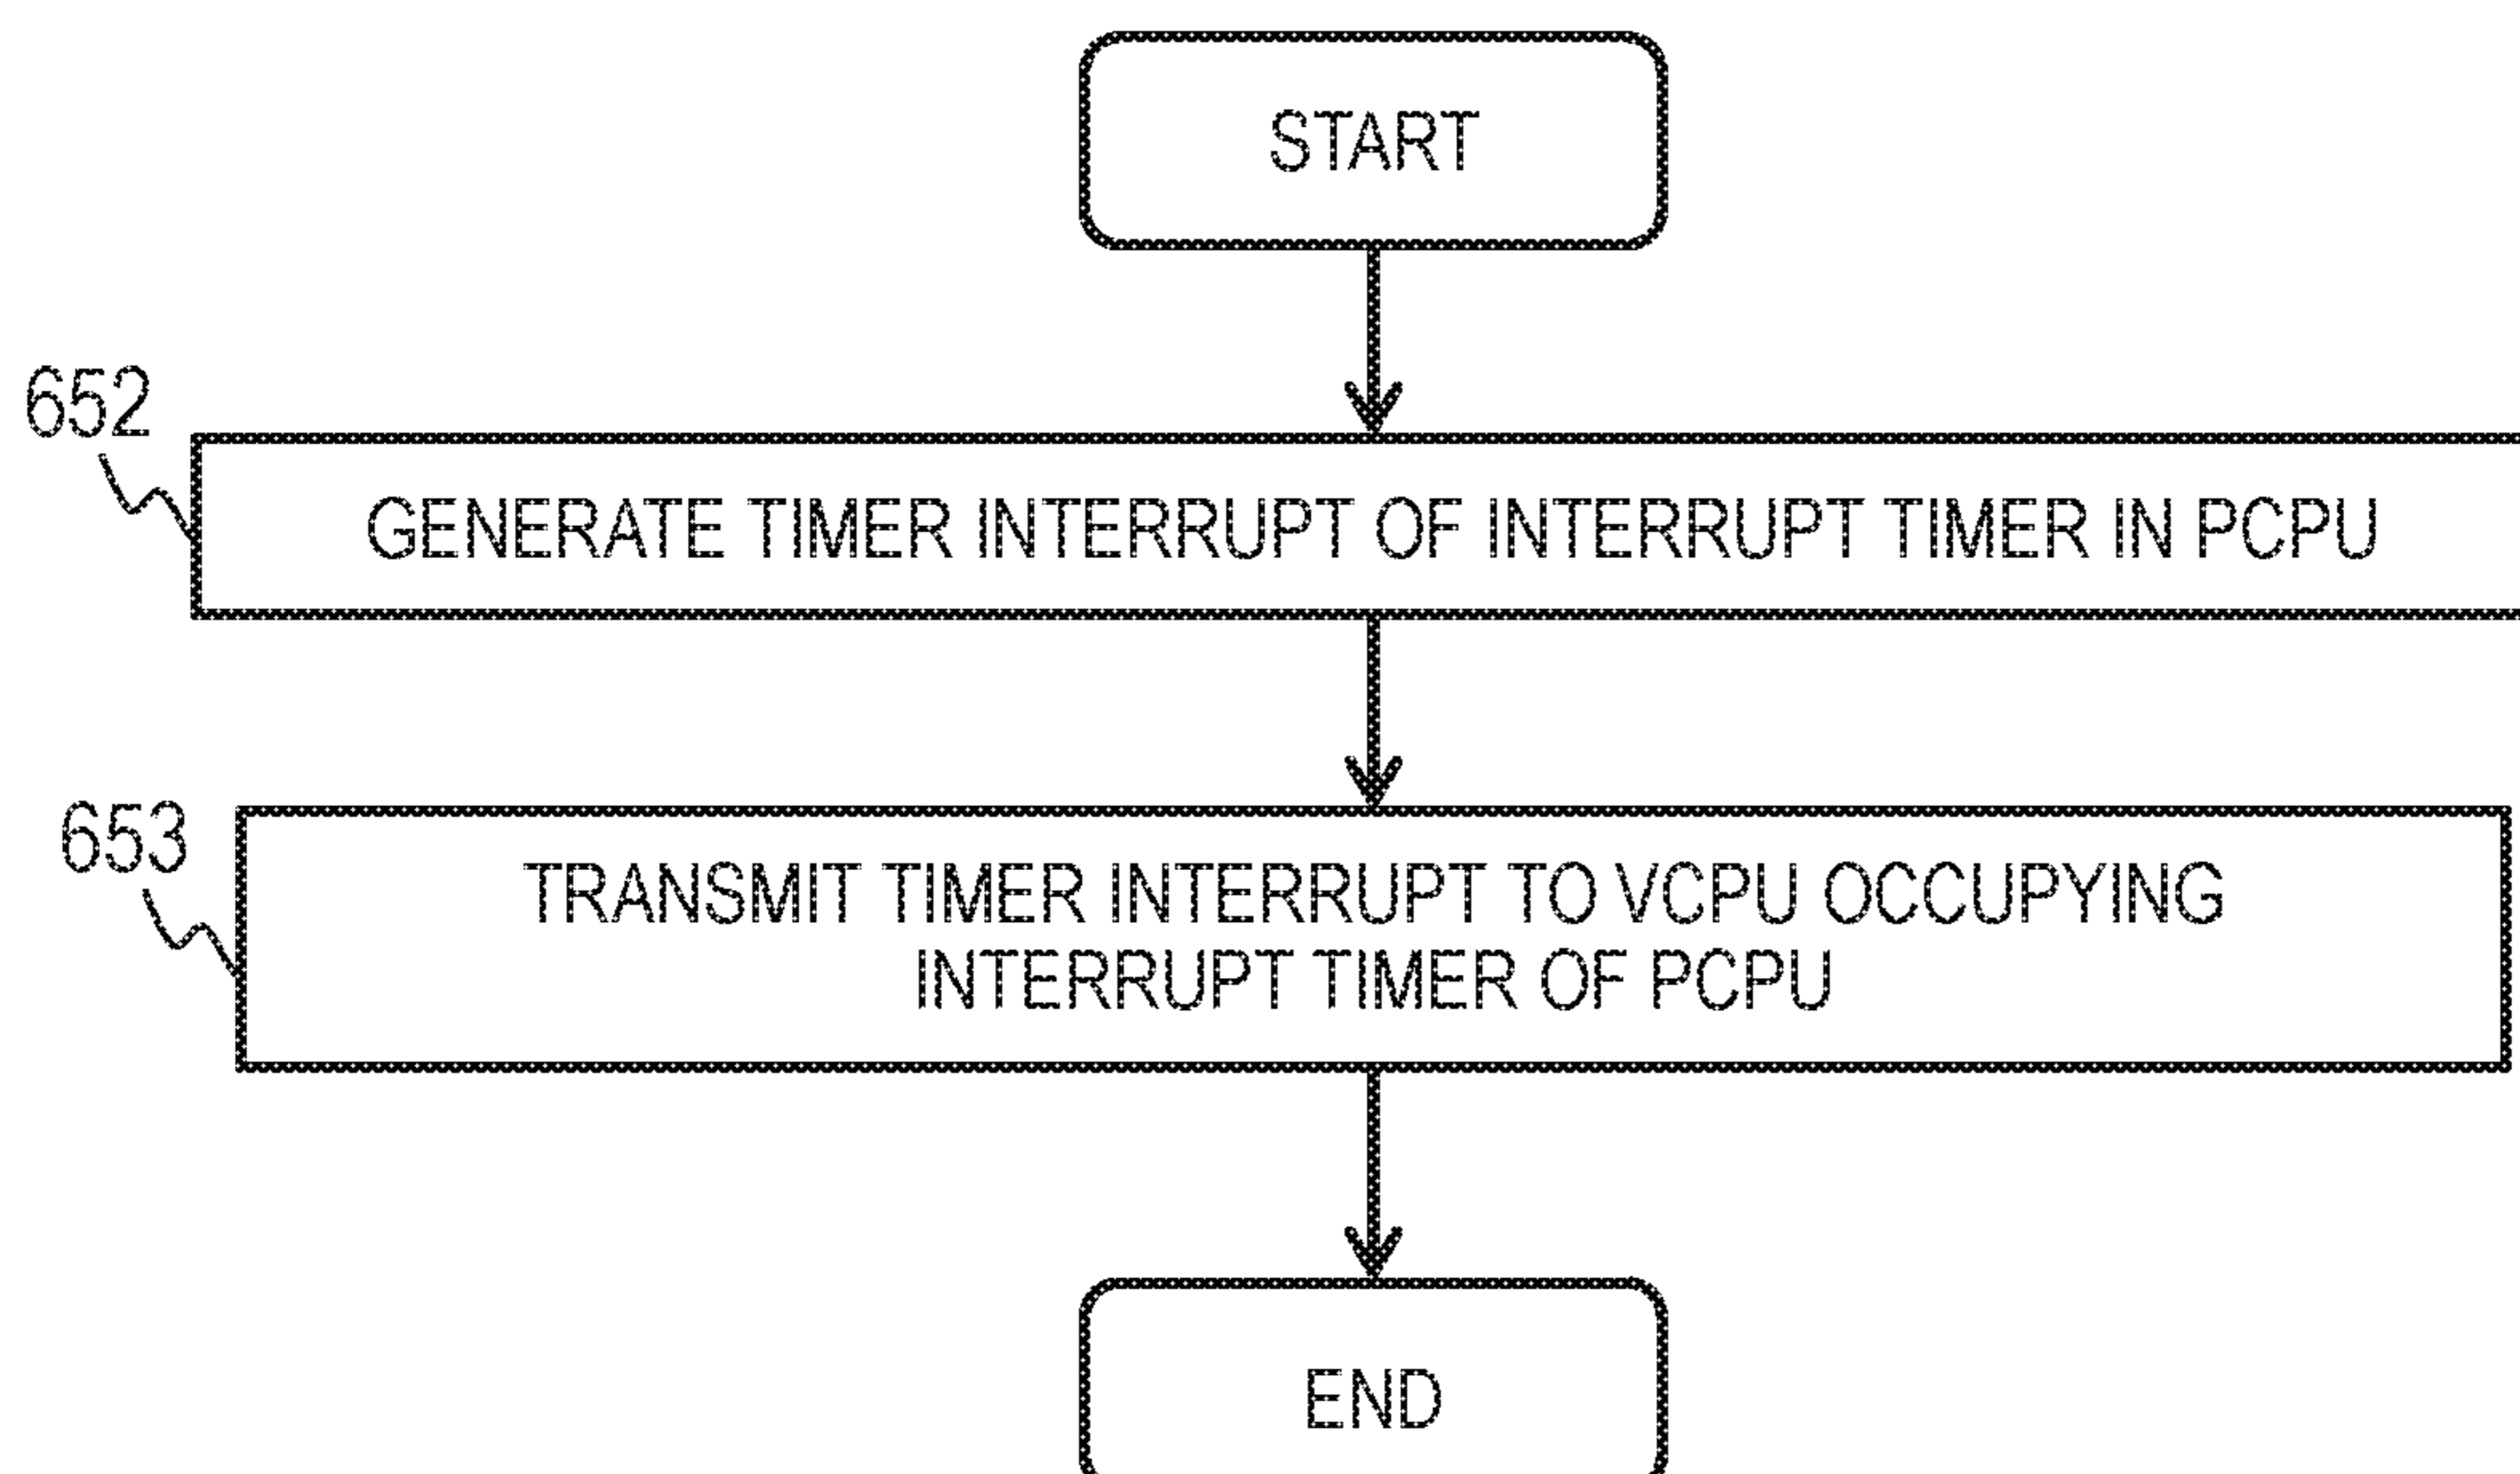 START
652
GENERATE TIMER INTERRUPT OF INTERRUPT TIMER IN PCPU
653
TRANSMIT TIMER INTERRUPT TO VCPU OCCUPYING
INTERRUPT TIMER OF PCPU
END